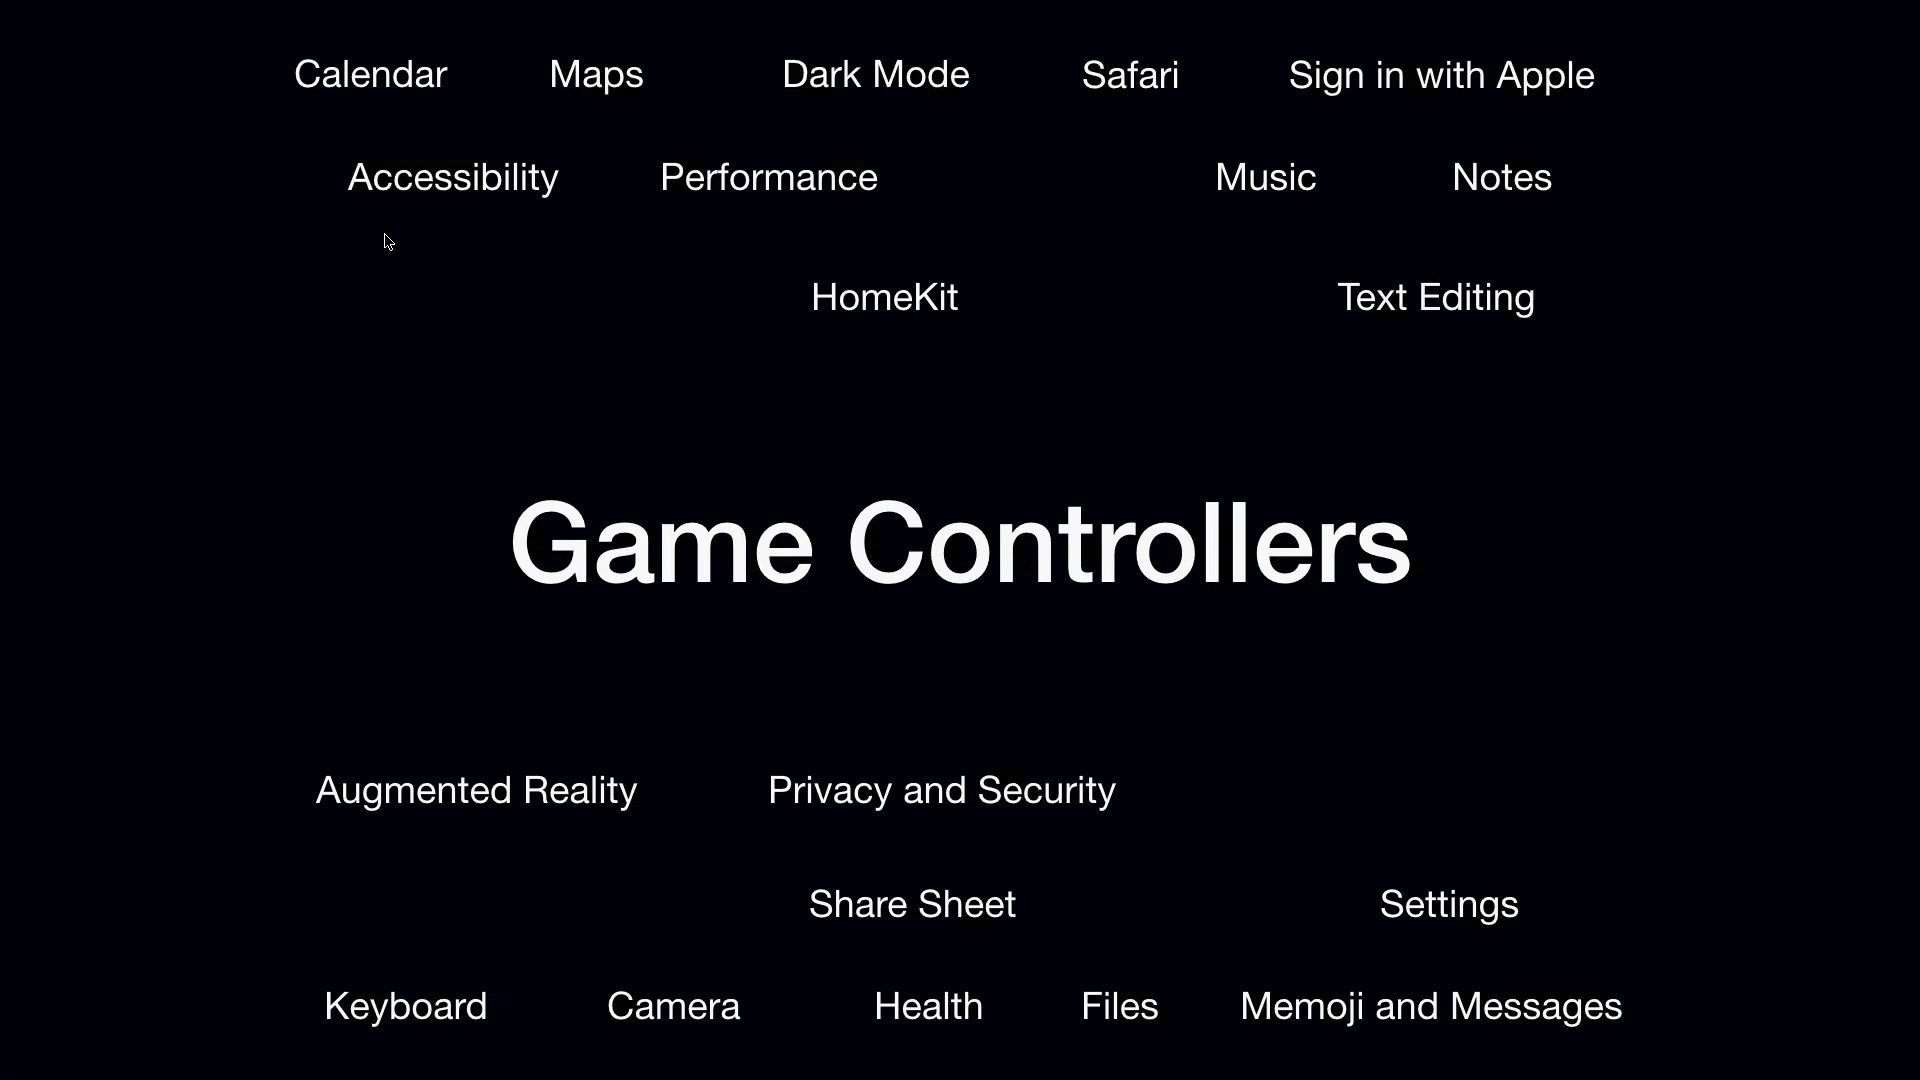 Calendar Maps Dark Mode Safari Sign in with Apple
Accessibility Performance Music Notes
HomeKit Text Editing
Game Controllers
Augmented Reality Privacy and Security
Share Sheet Settings
Keyboard Camera Health Files Memoji and Messages